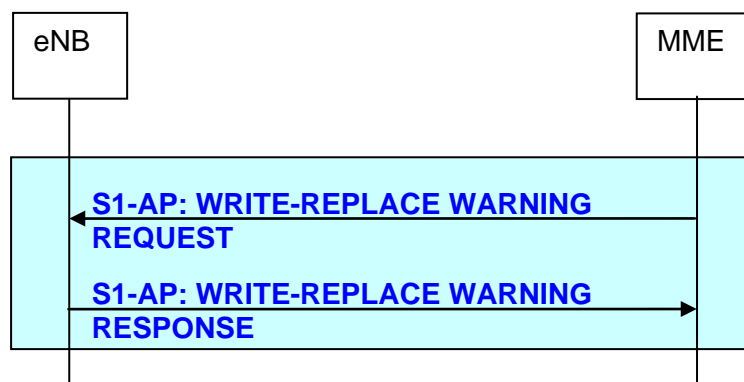 eNB
MME
S1-AP: WRITE-REPLACE WARNING
REQUEST
S1-AP: WRITE-REPLACE WARNING
RESPONSE